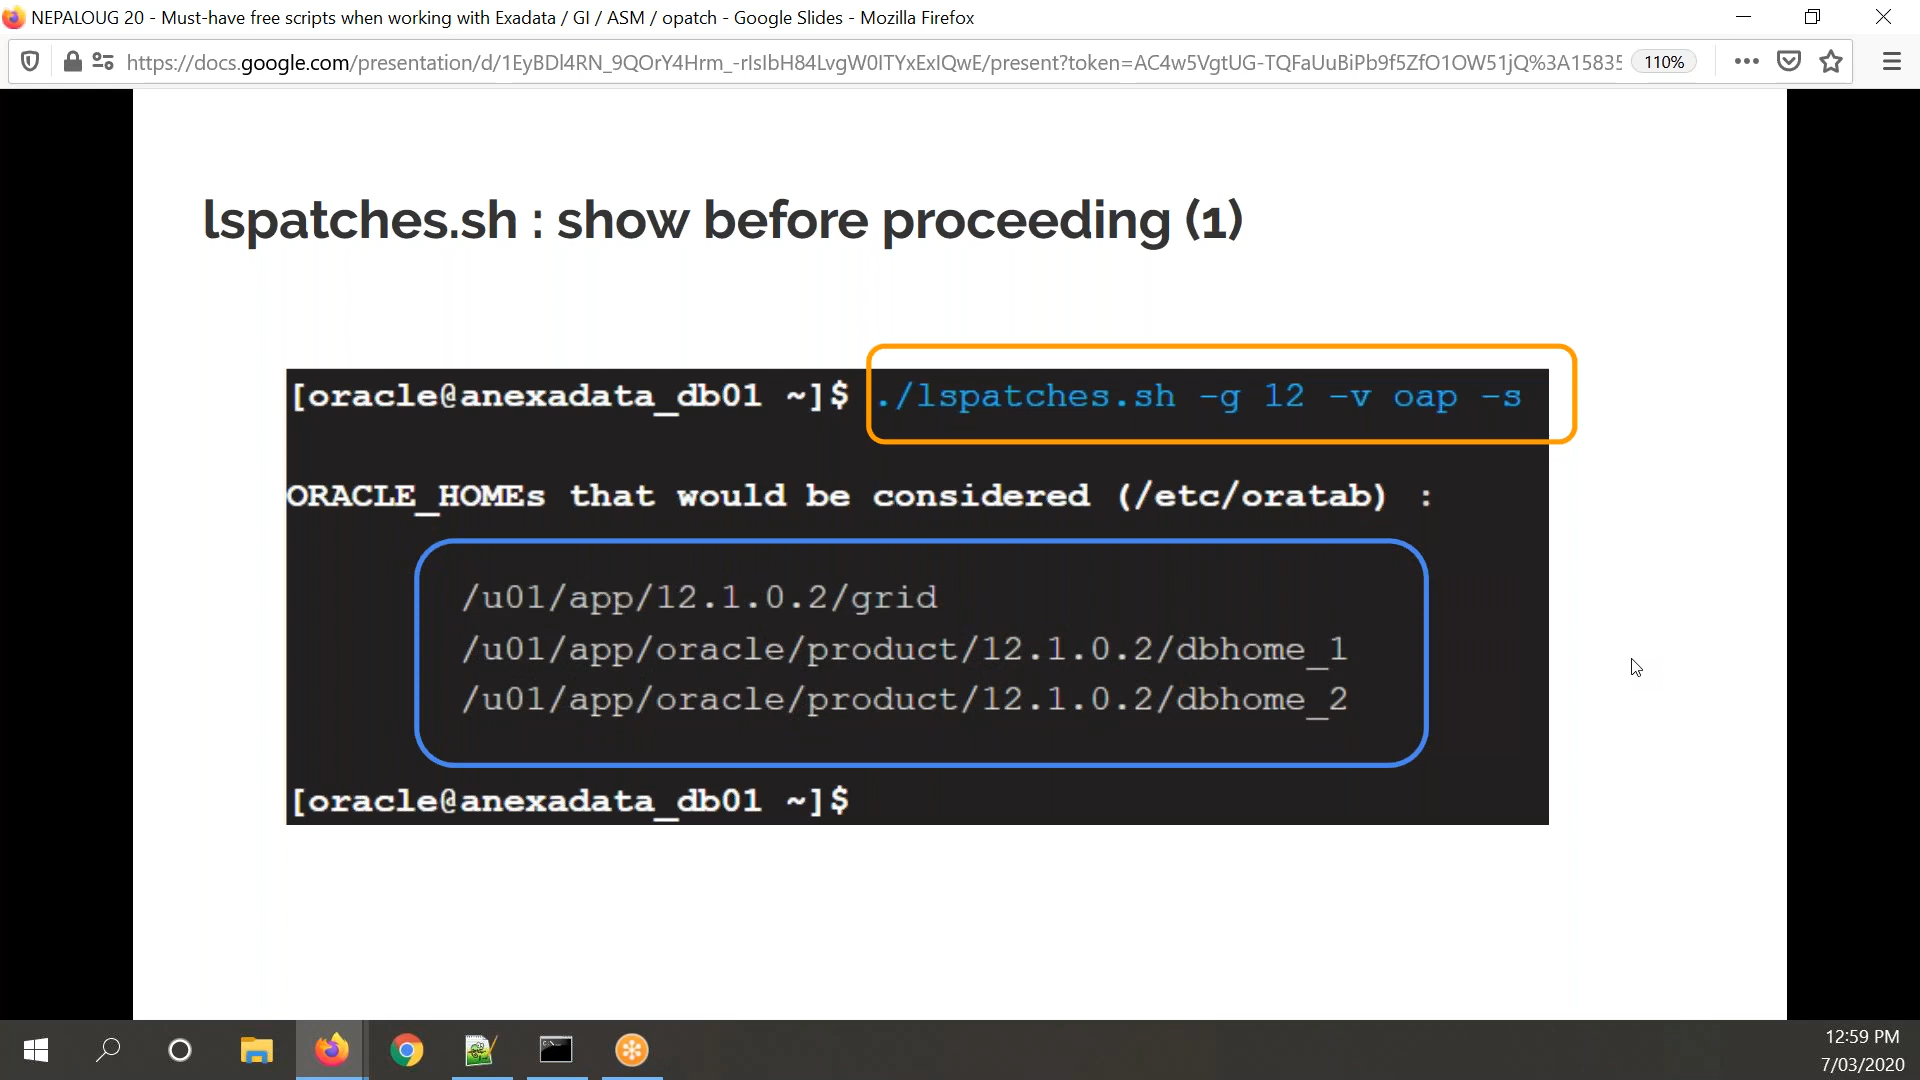 NEPALOUG 20 - Must-have free scripts when working with Exadata / GI / ASM / opatch - Google Slides - Mozilla Firefox
https://docs.google.com/presentation/d/1EyBDl4RN_9QOrY4Hrm_-rIsIbH84LvgW0ITYxExIQwE/present?token=AC4w5VgtUG-TQFaUuBiPb9f5ZfO1OW51jQ%3A15835
110%
lspatches.sh : show before proceeding (1)
[oracle@anexadata_db01 ~]$ ./lspatches.sh -g 12 -v oap -s
ORACLE_HOMEs that would be considered (/etc/oratab) :
/u01/app/12.1.0.2/grid
/u01/app/oracle/product/12.1.0.2/dbhome_1
/u01/app/oracle/product/12.1.0.2/dbhome_2
[oracle@anexadata_db01 ~]$
12:59 PM
7/03/2020